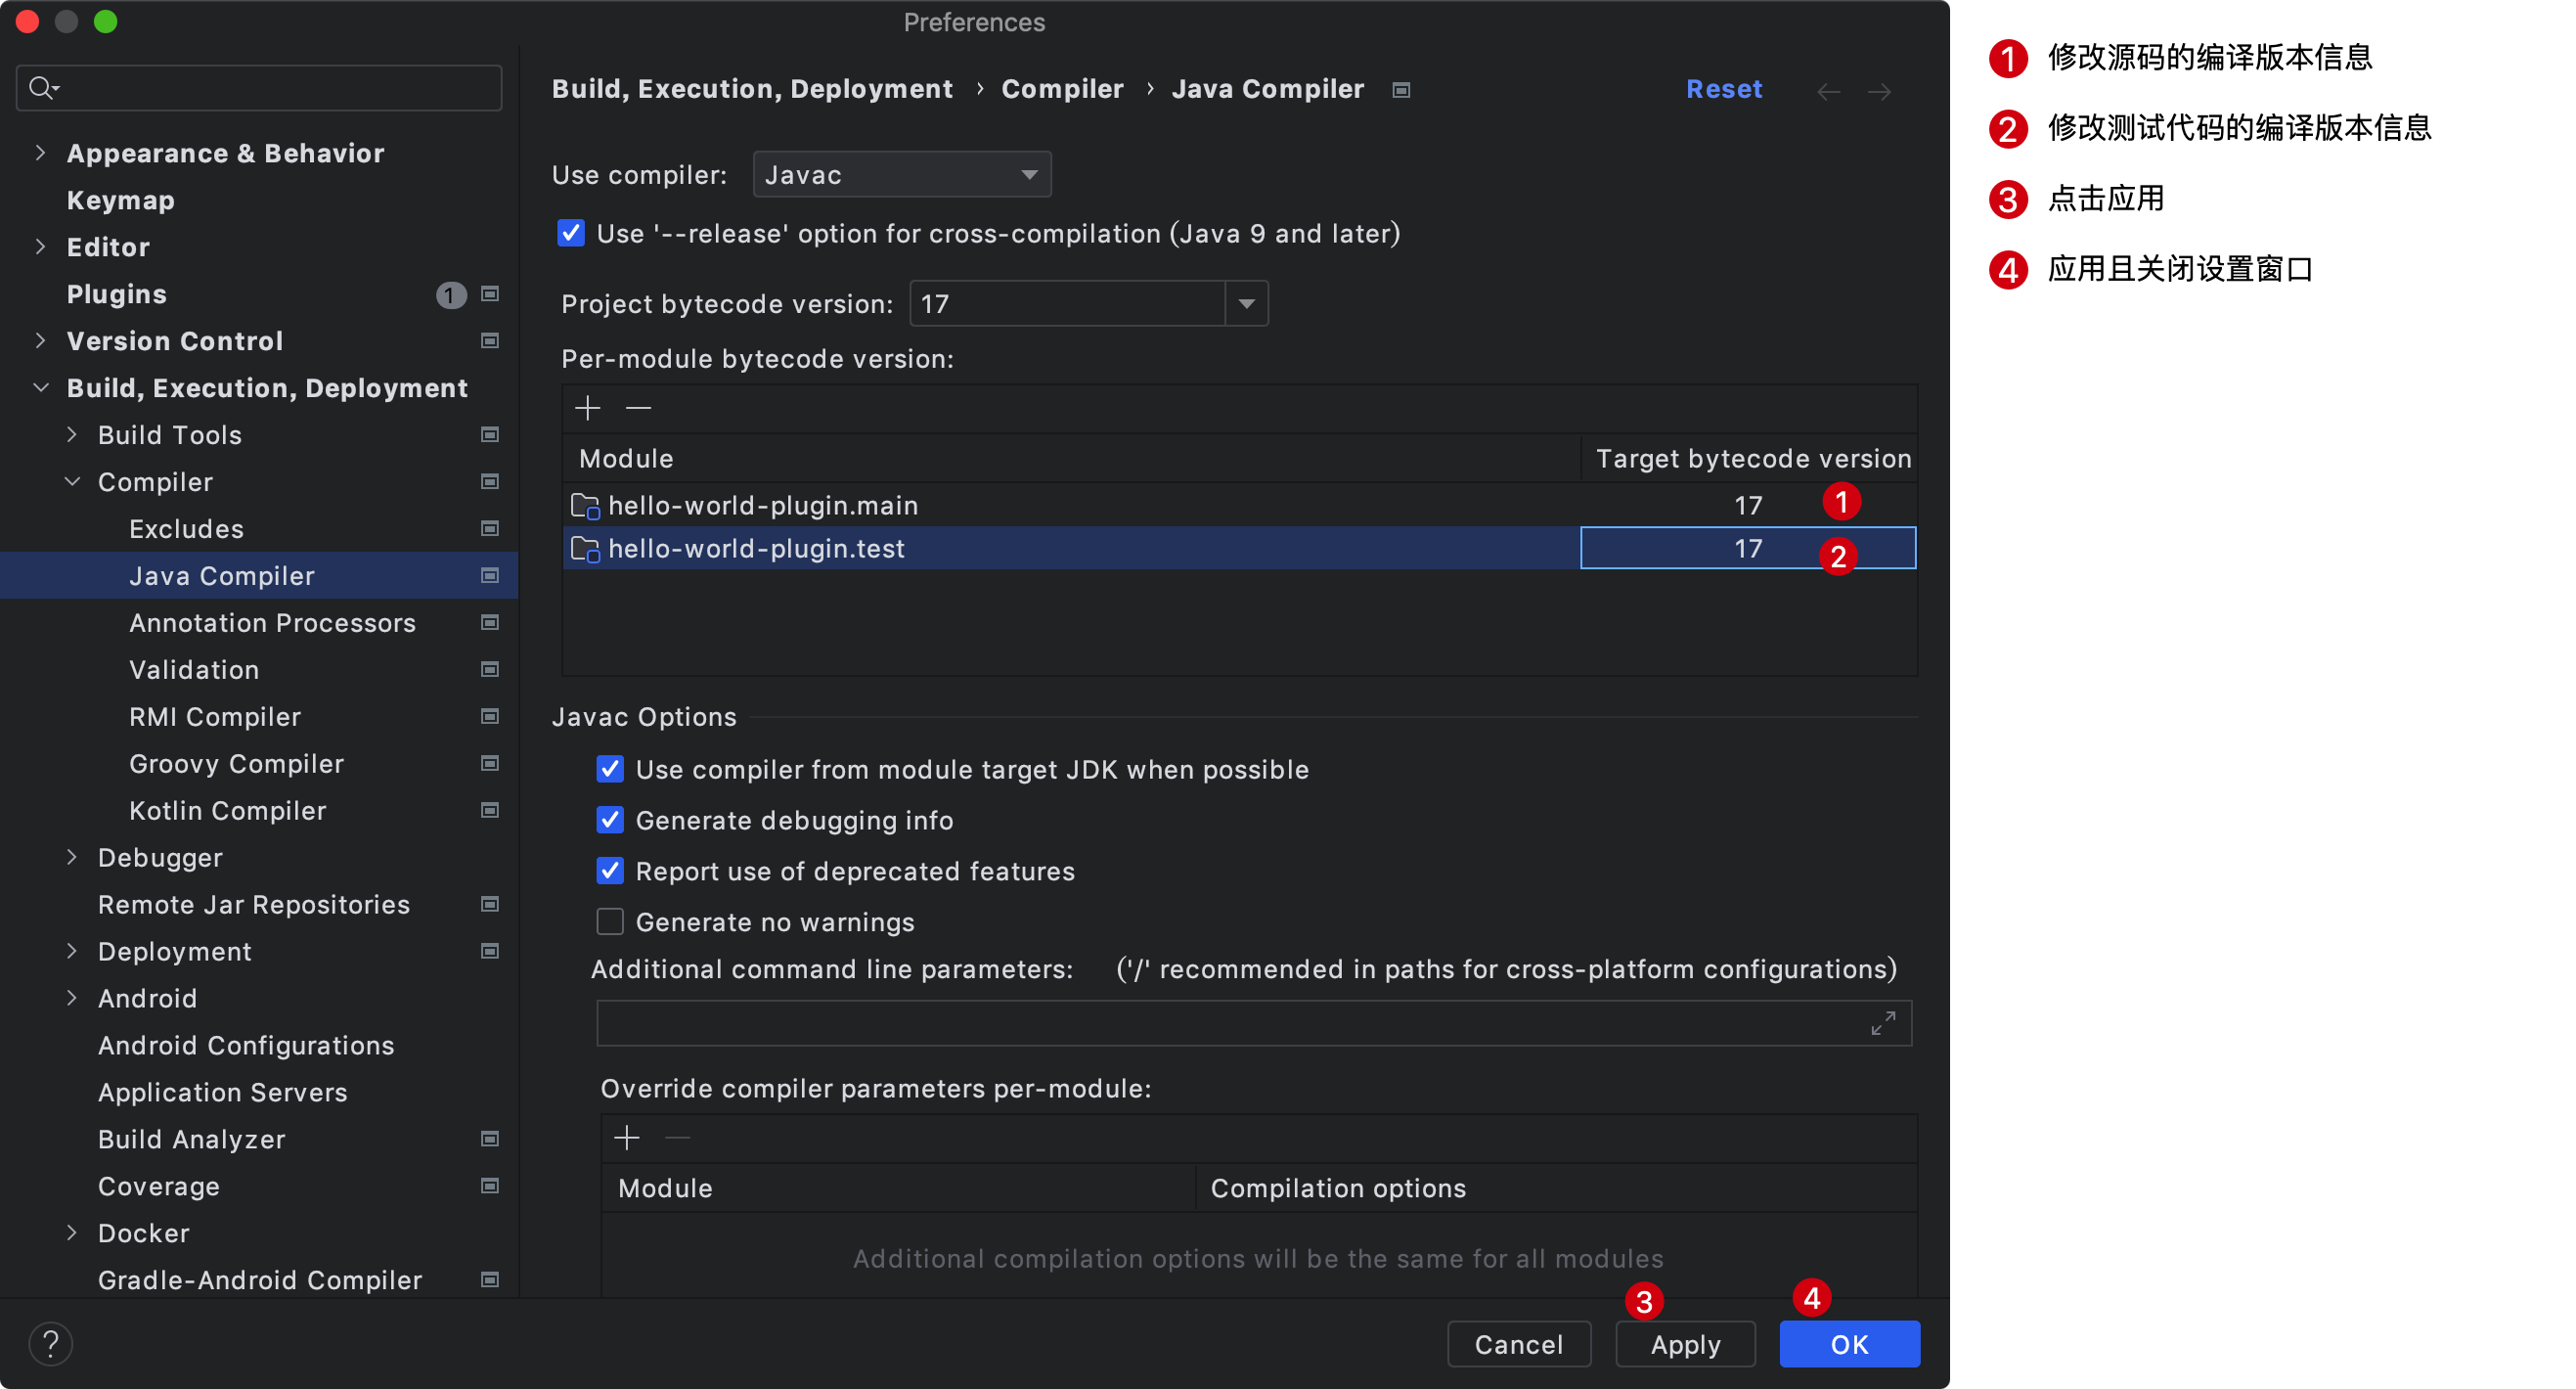 Preferences
Appearance & Behavior
Keymap
Editor
Plugins 1
Version Control
Build, Execution, Deployment
Build Tools
Compiler
Excludes
Java Compiler
Annotation Processors
Validation
RMI Compiler
Groovy Compiler
Kotlin Compiler
Debugger
Remote Jar Repositories
Deployment
Android
Android Configurations
Application Servers
Build Analyzer
Coverage
Docker
Gradle-Android Compiler
?
Build, Execution, Deployment › Compiler › Java Compiler
Reset
Use compiler: Javac
Use '--release' option for cross-compilation (Java 9 and later)
Project bytecode version: 17
Per-module bytecode version:
Module Target bytecode version
hello-world-plugin.main 17 1
hello-world-plugin.test 17 2
Javac Options
Use compiler from module target JDK when possible
Generate debugging info
Report use of deprecated features
Generate no warnings
Additional command line parameters: ('/' recommended in paths for cross-platform configurations)
Override compiler parameters per-module:
Module Compilation options
Additional compilation options will be the same for all modules
3 4
Cancel Apply OK
1 修改源码的编译版本信息
2 修改测试代码的编译版本信息
3 点击应用
4 应用且关闭设置窗口